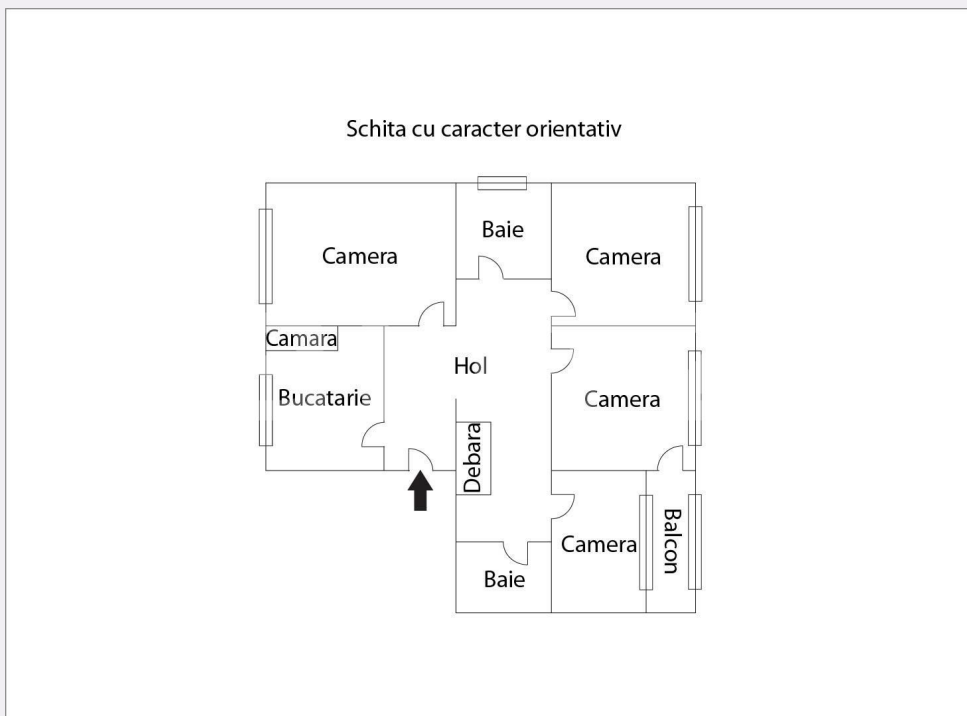 Schita cu caracter orientativ
Baie
Camera
Camera
Camara
Hol
Bucatarie
Camera
Debara
Camera
Balcon
Baie